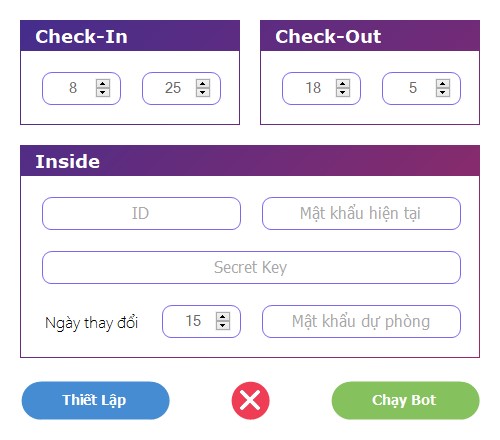 Check-In
Check-Out
8 25
18 5
Inside
ID
Mật khẩu hiện tại
Secret Key
Ngày thay đổi 15
Mật khẩu dự phòng
Thiết Lập
Chạy Bot